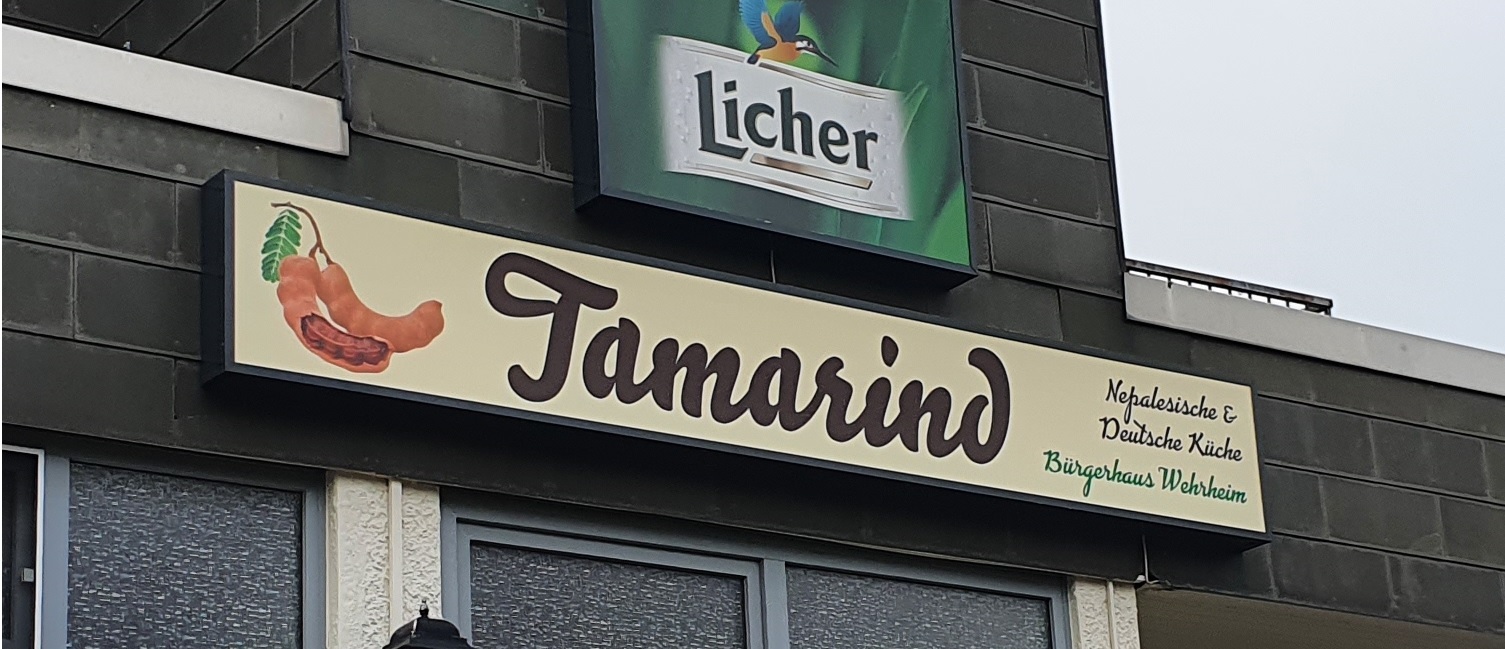 Licher
Tamarind
Nepalesische &
Deutsche Küche
Bürgerhaus Wehrheim